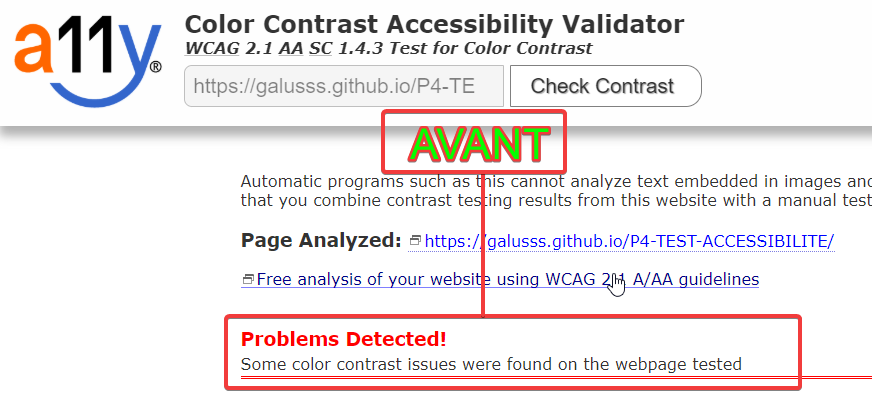 a11y®
Color Contrast Accessibility Validator
WCAG 2.1 AA SC 1.4.3 Test for Color Contrast
https://galusss.github.io/P4-TE
Check Contrast
AVANT
Automatic programs such as this cannot analyze text embedded in images and
that you combine contrast testing results from this website with a manual test
Page Analyzed: https://galusss.github.io/P4-TEST-ACCESSIBILITE/
Free analysis of your website using WCAG 2.1 A/AA guidelines
Problems Detected!
Some color contrast issues were found on the webpage tested